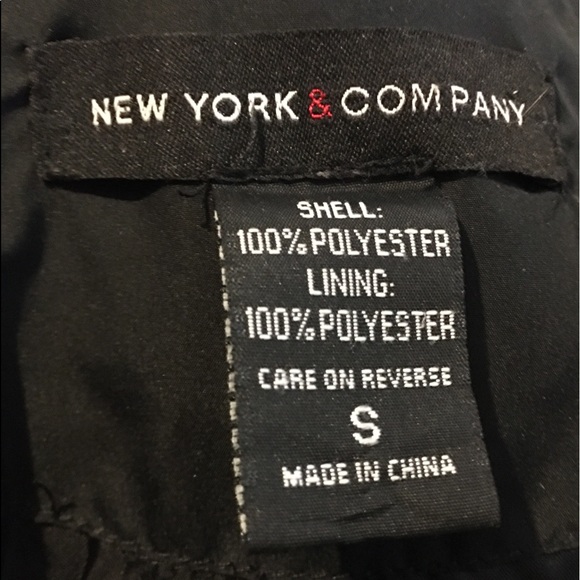 NEW YORK & COMPANY
SHELL:
100% POLYESTER
LINING:
100% POLYESTER
CARE ON REVERSE
S
MADE IN CHINA